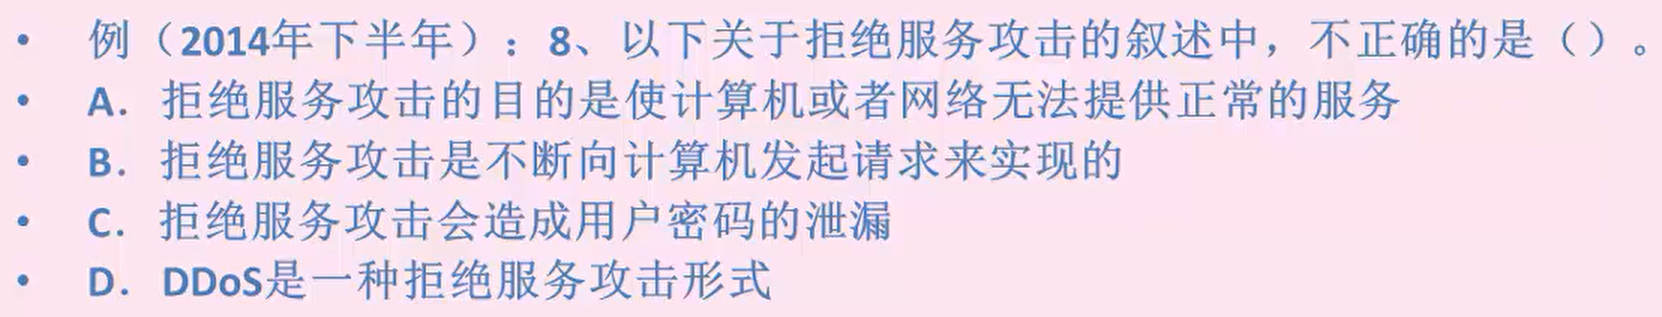 • 例（2014年下半年）：8、以下关于拒绝服务攻击的叙述中，不正确的是（）。
• A．拒绝服务攻击的目的是使计算机或者网络无法提供正常的服务
• B．拒绝服务攻击是不断向计算机发起请求来实现的
• C．拒绝服务攻击会造成用户密码的泄漏
• D．DDoS是一种拒绝服务攻击形式